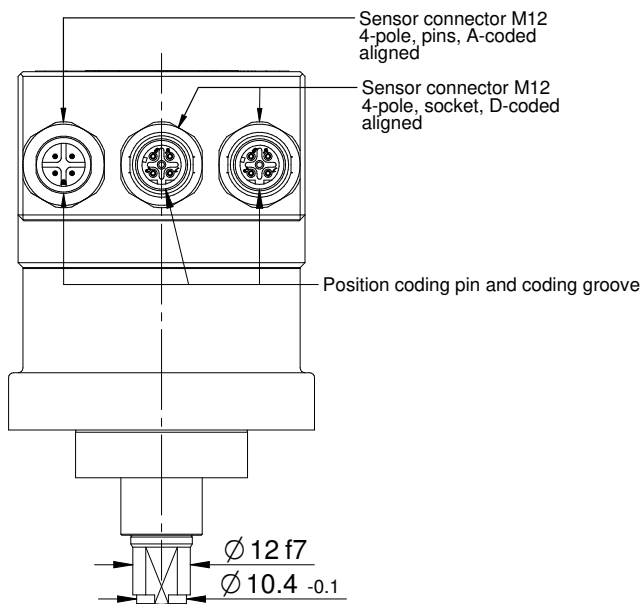 Sensor connector M12
4-pole, pins, A-coded
aligned
Sensor connector M12
4-pole, socket, D-coded
aligned
Position coding pin and coding groove
∅ 12 f7
∅ 10.4 -0.1